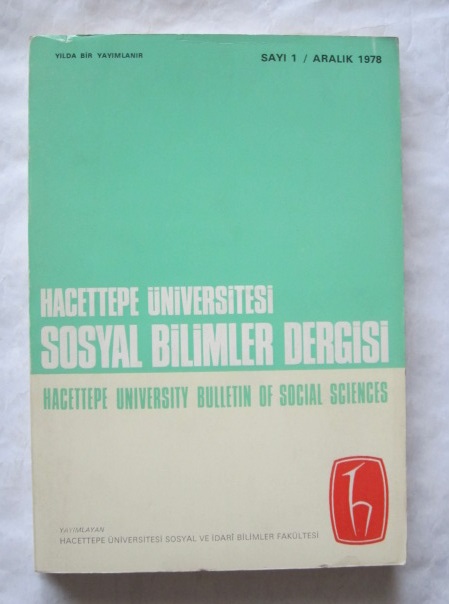 YILDA BİR YAYIMLANIR
SAYI 1 / ARALIK 1978
HACETTEPE ÜNİVERSİTESİ
SOSYAL BİLİMLER DERGİSİ
HACETTEPE UNIVERSITY BULLETIN OF SOCIAL SCIENCES
YAYIMLAYAN
HACETTEPE ÜNİVERSİTESİ SOSYAL VE İDARİ BİLİMLER FAKÜLTESİ